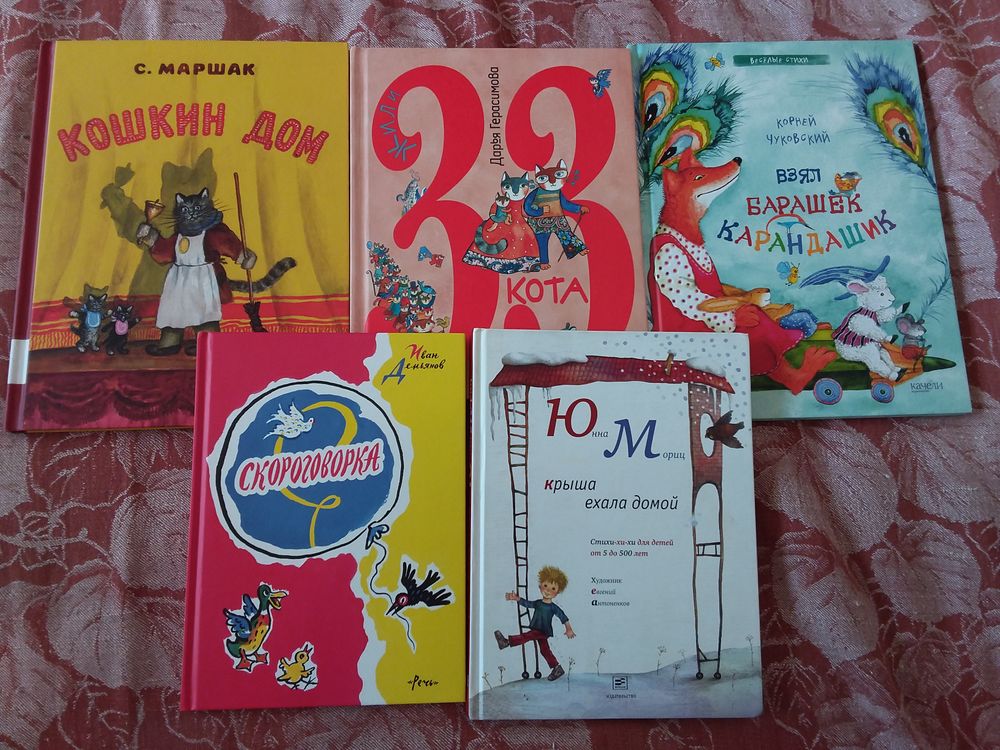 С. МАРШАК
КОШКИН ДОМ
ЖИЛИ
33
Дарья Герасимова
КОТА
ВЕСЁЛЫЕ СТИХИ
КОРНЕЙ
ЧУКОВСКИЙ
ВЗЯЛ
БАРАШЕК
КАРАНДАШИК
КАЧЕЛИ
Иван
Демьянов
СКОРОГОВОРКА
«Речь»
Юнна
Мориц
крыша
ехала домой
Стихи-хи-хи для детей
от 5 до 500 лет
Художник
евгений
антоненков
ИЗДАТЕЛЬСТВО